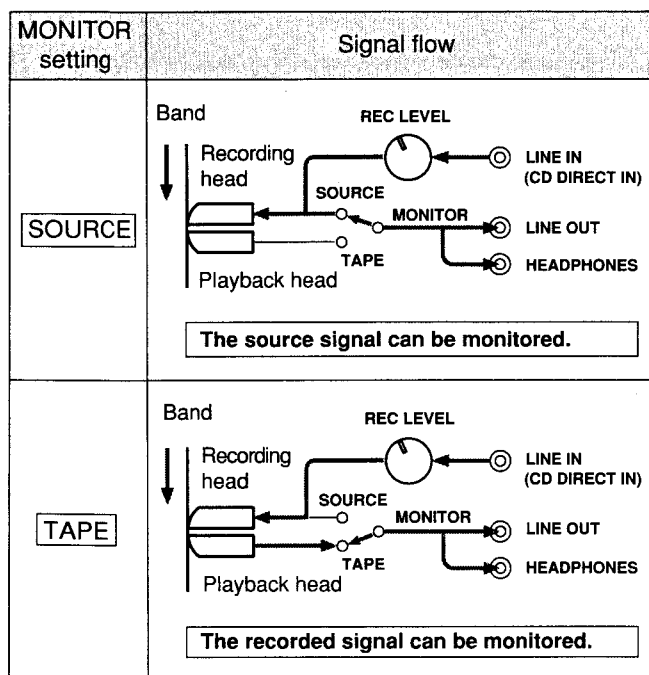 MONITOR
setting
Signal flow
SOURCE
Band
REC LEVEL
Recording
head
LINE IN
(CD DIRECT IN)
SOURCE
MONITOR
LINE OUT
TAPE
HEADPHONES
Playback head
The source signal can be monitored.
TAPE
Band
REC LEVEL
Recording
head
LINE IN
(CD DIRECT IN)
SOURCE
MONITOR
LINE OUT
TAPE
HEADPHONES
Playback head
The recorded signal can be monitored.